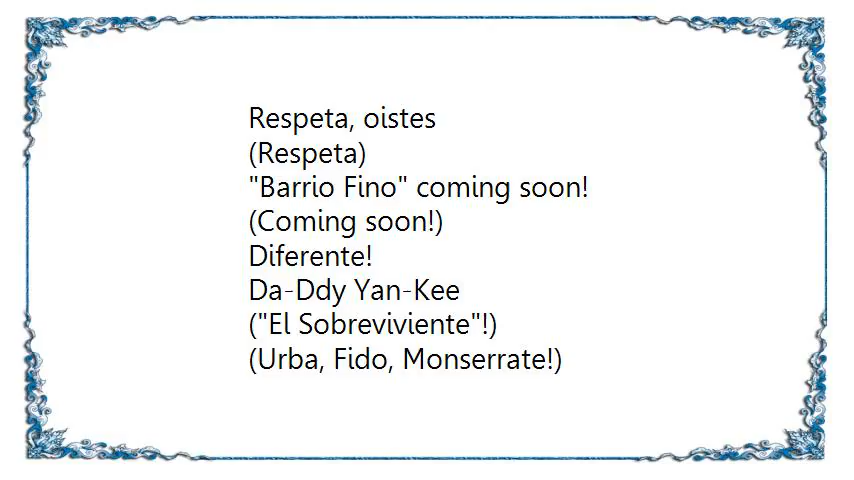 Respeta, oistes
(Respeta)
"Barrio Fino" coming soon!
(Coming soon!)
Diferente!
Da-Ddy Yan-Kee
("El Sobreviviente"!)
(Urba, Fido, Monserrate!)